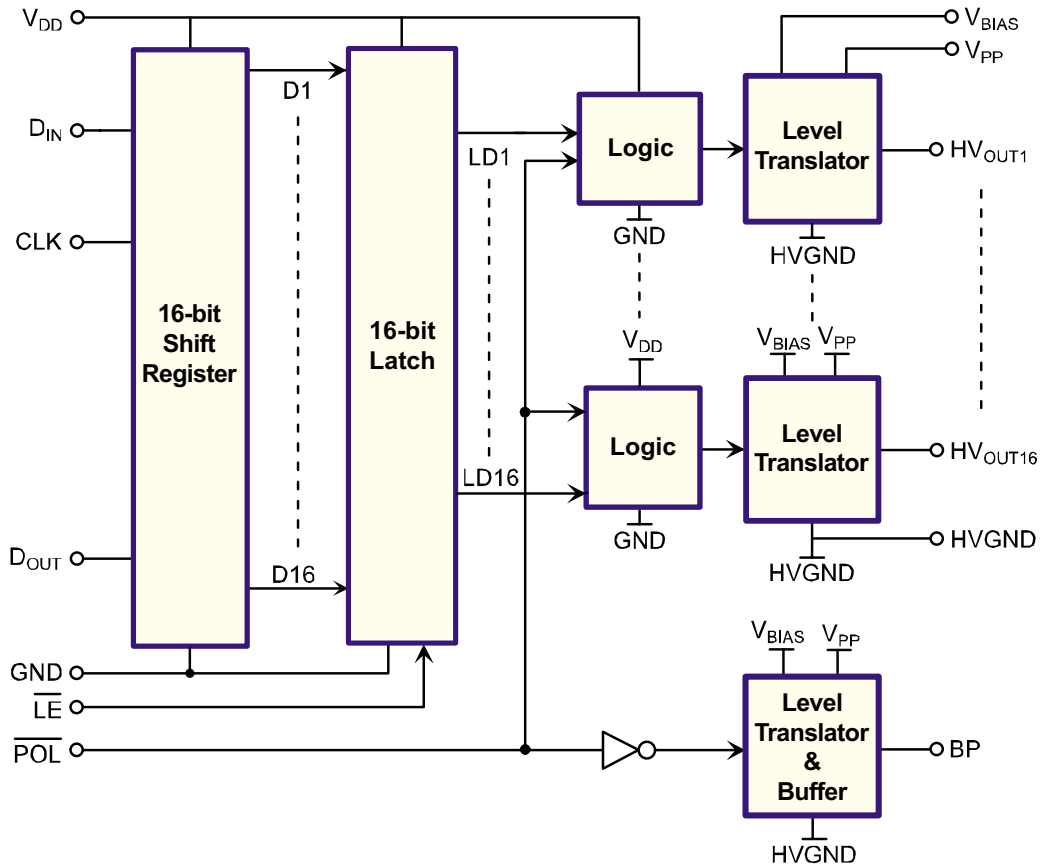 VDD
VBIAS
VPP
D1
DIN
Logic
Level
Translator
HVOUT1
LD1
GND
HVGND
CLK
16-bit
Shift
Register
16-bit
Latch
VDD
VBIAS
VPP
Logic
Level
Translator
HVOUT16
LD16
GND
HVGND
HVGND
DOUT
D16
GND
LE
POL
VBIAS
VPP
Level
Translator
&
Buffer
BP
HVGND